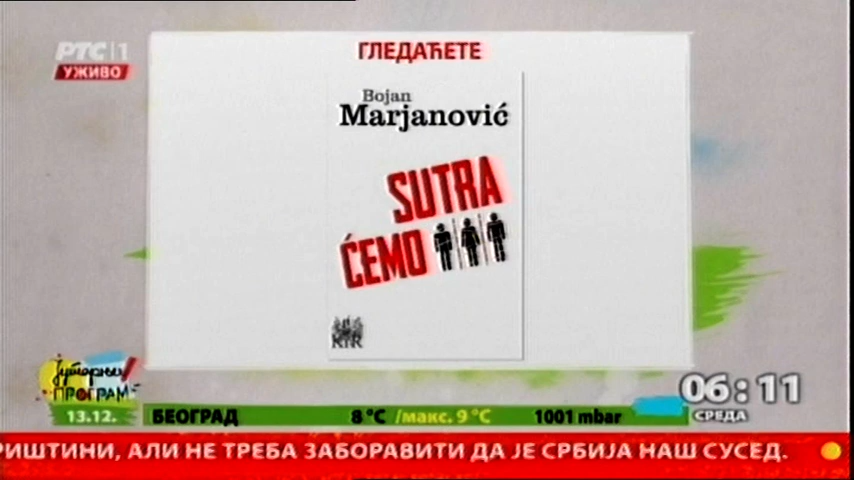 РТС|1
УЖИВО
ГЛЕДАЋЕТЕ
Bojan
Marjanović
SUTRA
ĆEMO
Јутарњи
ПРОГРАМ
13.12.
БЕОГРАД 8 °C /макс. 9 °C 1001 mbar
06:11
СРЕДА
РИШТИНИ, АЛИ НЕ ТРЕБА ЗАБОРАВИТИ ДА ЈЕ СРБИЈА НАШ СУСЕД.